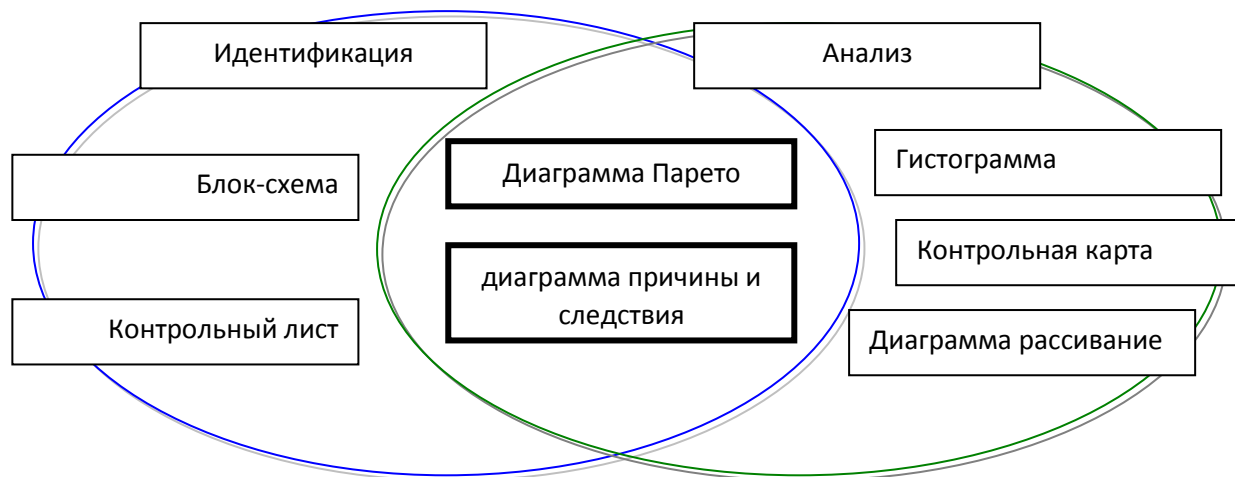 Идентификация
Анализ
Блок-схема
Диаграмма Парето
Гистограмма
диаграмма причины и
следствия
Контрольная карта
Контрольный лист
Диаграмма рассивание